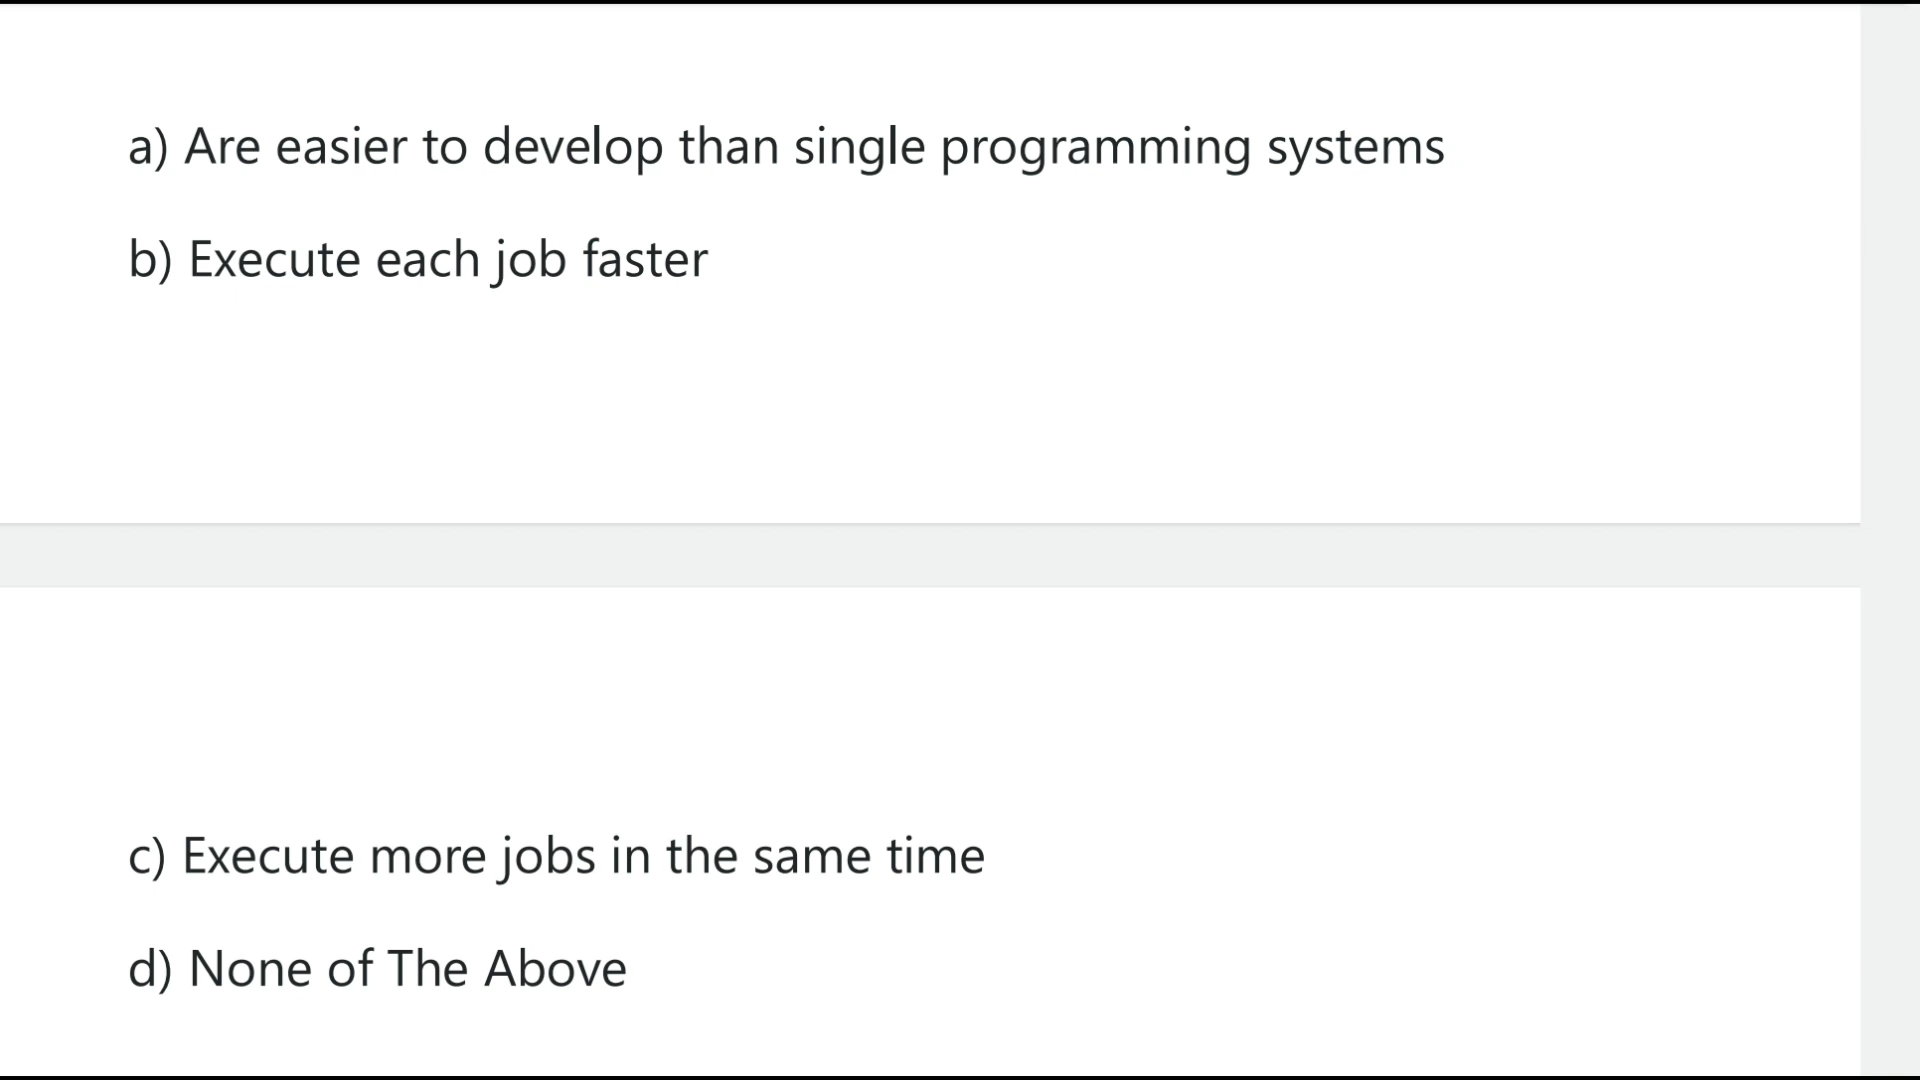 a) Are easier to develop than single programming systems
b) Execute each job faster
c) Execute more jobs in the same time
d) None of The Above